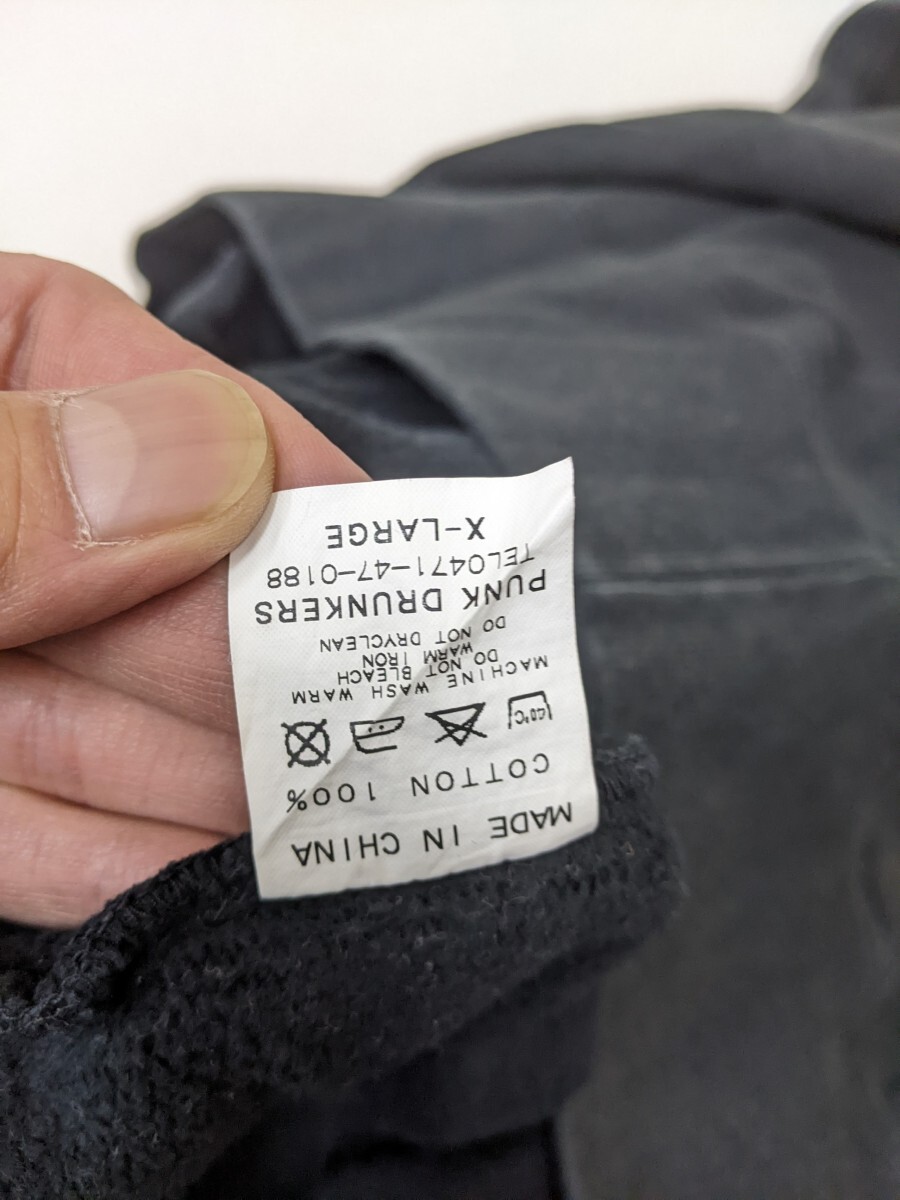 MADE IN CHINA
COTTON 100%
40°C
MACHINE WASH WARM
DO NOT BLEACH
WARM IRON
DO NOT DRYCLEAN
PUNK DRUNKERS
TEL0471-47-0188
X-LARGE